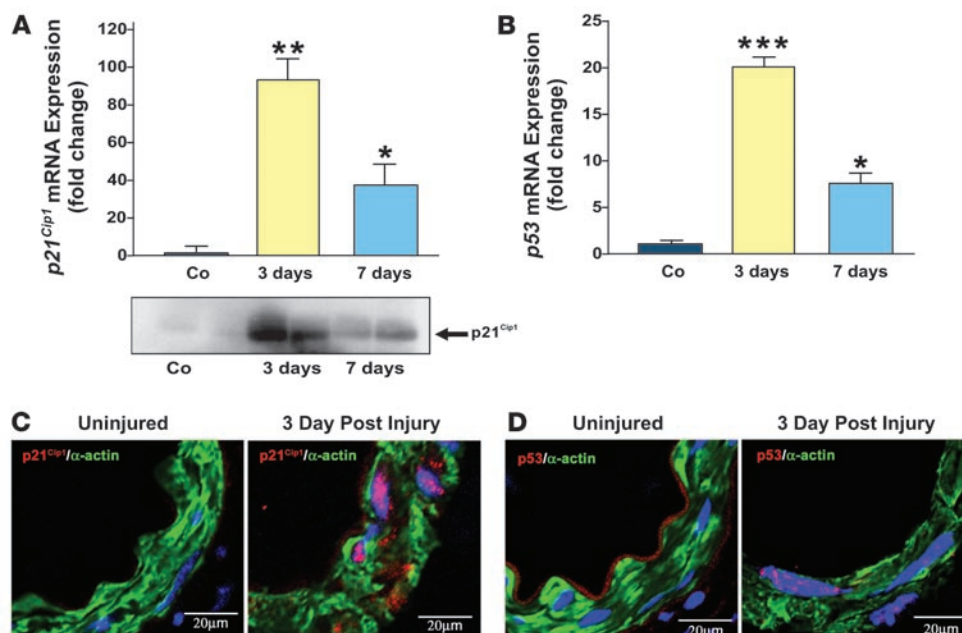 A
p21Cip1 mRNA Expression
(fold change)
120
100
80
60
40
20
0
**
*
Co
3 days
7 days
p21Cip1
Co
3 days
7 days
B
p53 mRNA Expression
(fold change)
25
20
15
10
5
0
***
*
Co
3 days
7 days
C
Uninjured
3 Day Post Injury
p21Cip1/α-actin
p21Cip1/α-actin
20μm
20μm
D
Uninjured
3 Day Post Injury
p53/α-actin
p53/α-actin
20μm
20μm